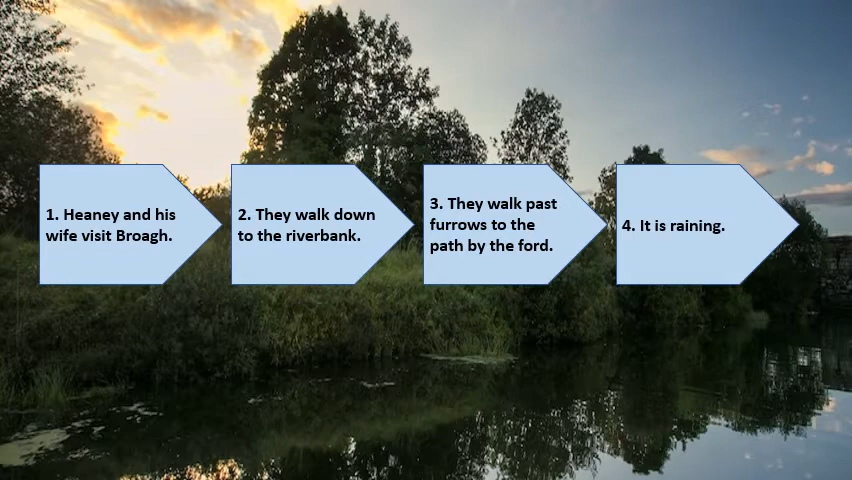 1. Heaney and his
wife visit Broagh.
2. They walk down
to the riverbank.
3. They walk past
furrows to the
path by the ford.
4. It is raining.